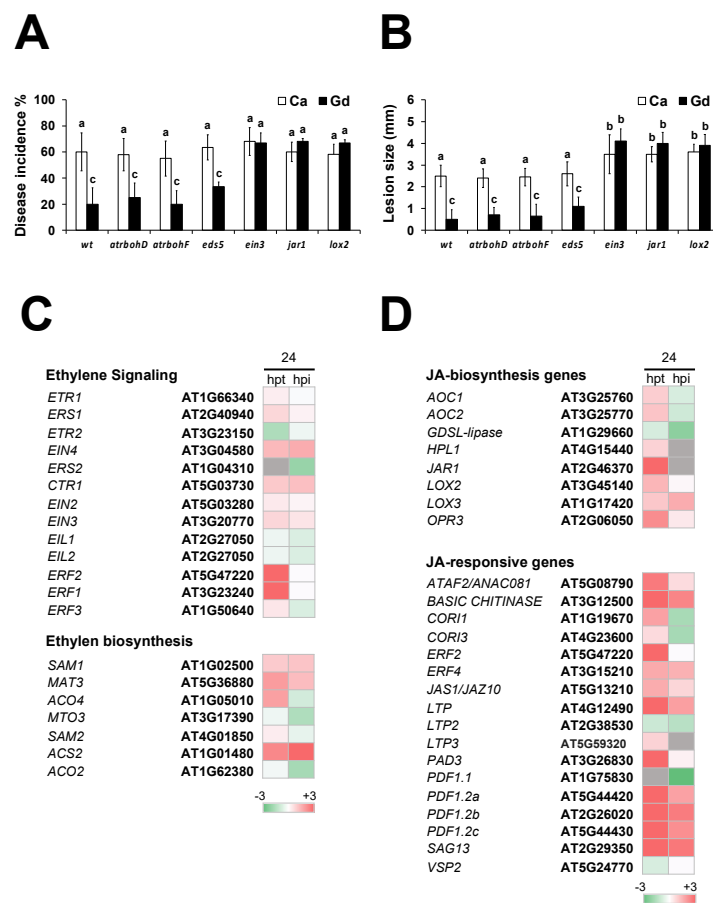 A
B
Disease incidence %
100
80
60
40
20
0
Ca Gd
a a a a a a a a a a
c c c c
wt atrbohD atrbohF eds5 ein3 jar1 lox2
Lesion size (mm)
6
5
4
3
2
1
0
Ca Gd
a a a a b b b b b b
c c c c
wt atrbohD atrbohF eds5 ein3 jar1 lox2
C
24
Ethylene Signaling hpt hpi
ETR1 AT1G66340
ERS1 AT2G40940
ETR2 AT3G23150
EIN4 AT3G04580
ERS2 AT1G04310
CTR1 AT5G03730
EIN2 AT5G03280
EIN3 AT3G20770
EIL1 AT2G27050
EIL2 AT2G27050
ERF2 AT5G47220
ERF1 AT3G23240
ERF3 AT1G50640
Ethylen biosynthesis
SAM1 AT1G02500
MAT3 AT5G36880
ACO4 AT1G05010
MTO3 AT3G17390
SAM2 AT4G01850
ACS2 AT1G01480
ACO2 AT1G62380
-3 +3
D
24
JA-biosynthesis genes hpt hpi
AOC1 AT3G25760
AOC2 AT3G25770
GDSL-lipase AT1G29660
HPL1 AT4G15440
JAR1 AT2G46370
LOX2 AT3G45140
LOX3 AT1G17420
OPR3 AT2G06050
JA-responsive genes
ATAF2/ANAC081 AT5G08790
BASIC CHITINASE AT3G12500
CORI1 AT1G19670
CORI3 AT4G23600
ERF2 AT5G47220
ERF4 AT3G15210
JAS1/JAZ10 AT5G13210
LTP AT4G12490
LTP2 AT2G38530
LTP3 AT5G59320
PAD3 AT3G26830
PDF1.1 AT1G75830
PDF1.2a AT5G44420
PDF1.2b AT2G26020
PDF1.2c AT5G44430
SAG13 AT2G29350
VSP2 AT5G24770
-3 +3